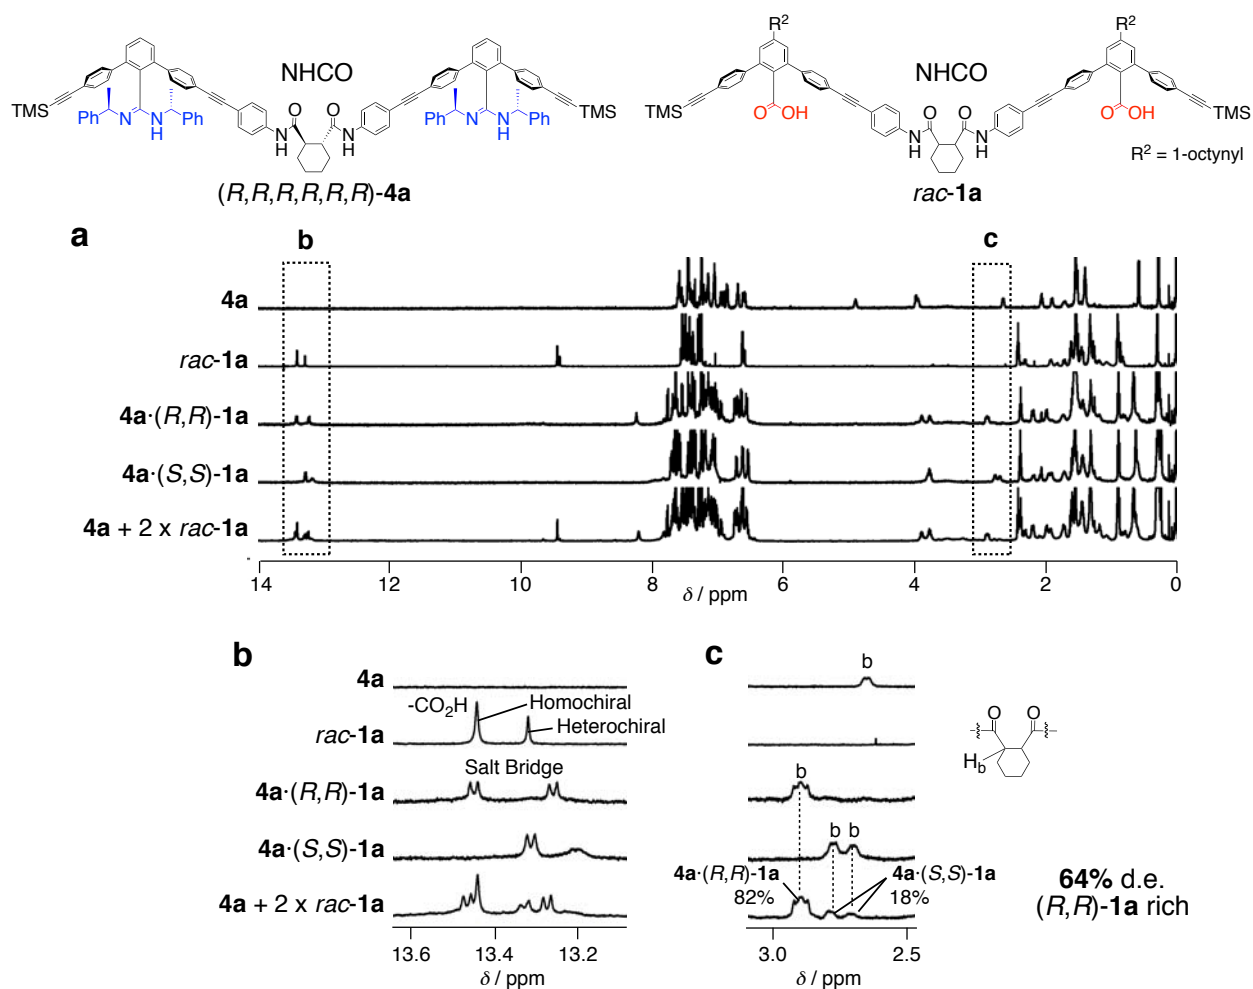 R²
R²
NHCO
NHCO
TMS
TMS
TMS
TMS
Ph
N
N
H
Ph
Ph
N
N
H
Ph
O
O
N
H
N
H
O
OH
O
OH
O
O
N
H
N
H
R² = 1-octynyl
(R,R,R,R,R,R)-4a
rac-1a
a
b
c
4a
rac-1a
4a·(R,R)-1a
4a·(S,S)-1a
4a + 2 x rac-1a
14 12 10 8 6 4 2 0
δ / ppm
b
4a
-CO₂H
Homochiral
Heterochiral
rac-1a
Salt Bridge
4a·(R,R)-1a
4a·(S,S)-1a
4a + 2 x rac-1a
13.6 13.4 13.2
δ / ppm
c
b
O
O
H_b
b
b b
4a·(R,R)-1a
82%
4a·(S,S)-1a
18%
3.0 2.5
δ / ppm
64% d.e.
(R,R)-1a rich